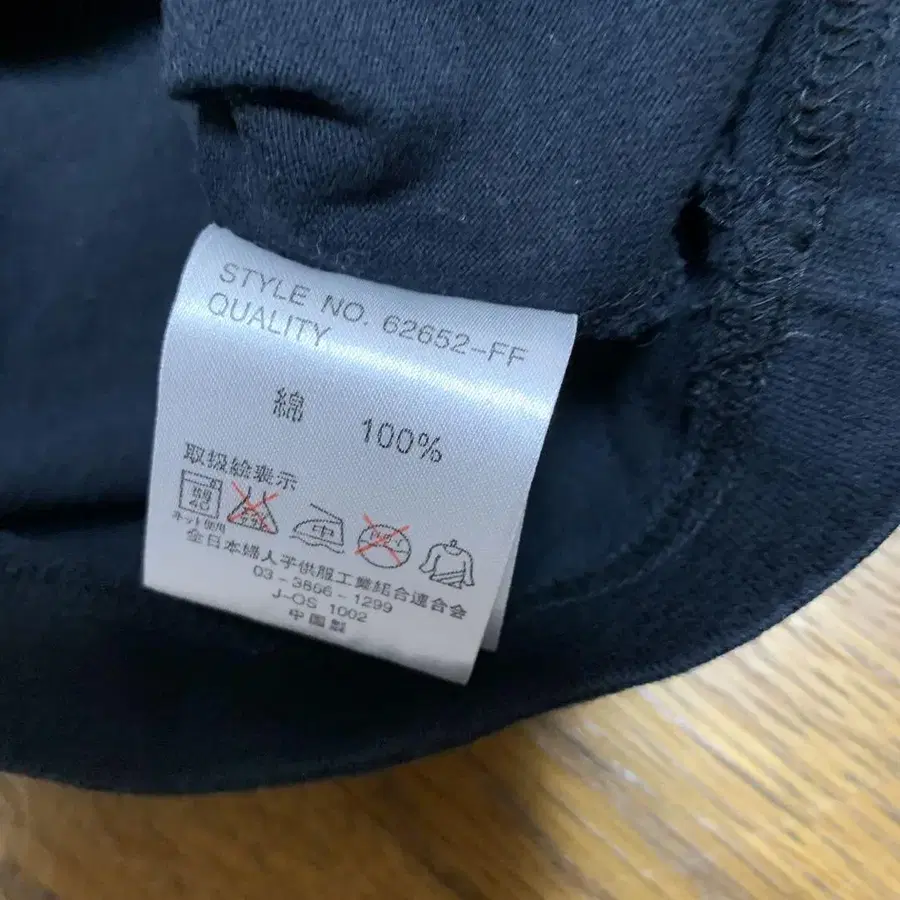 STYLE NO. 62652-FF
QUALITY
綿 100%
取扱絵表示
中
ネット使用
全日本婦人子供服工業組合連合会
03-3866-1299
J-OS 1002
中国製